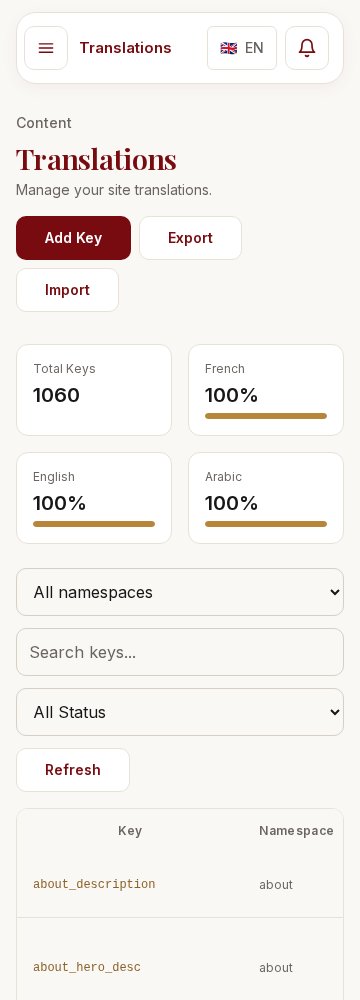 Translations
EN
Content
Translations
Manage your site translations.
Add Key
Export
Import
Total Keys
1060
French
100%
English
100%
Arabic
100%
All namespaces
Search keys...
All Status
Refresh
Key Namespace
about_description about
about_hero_desc about